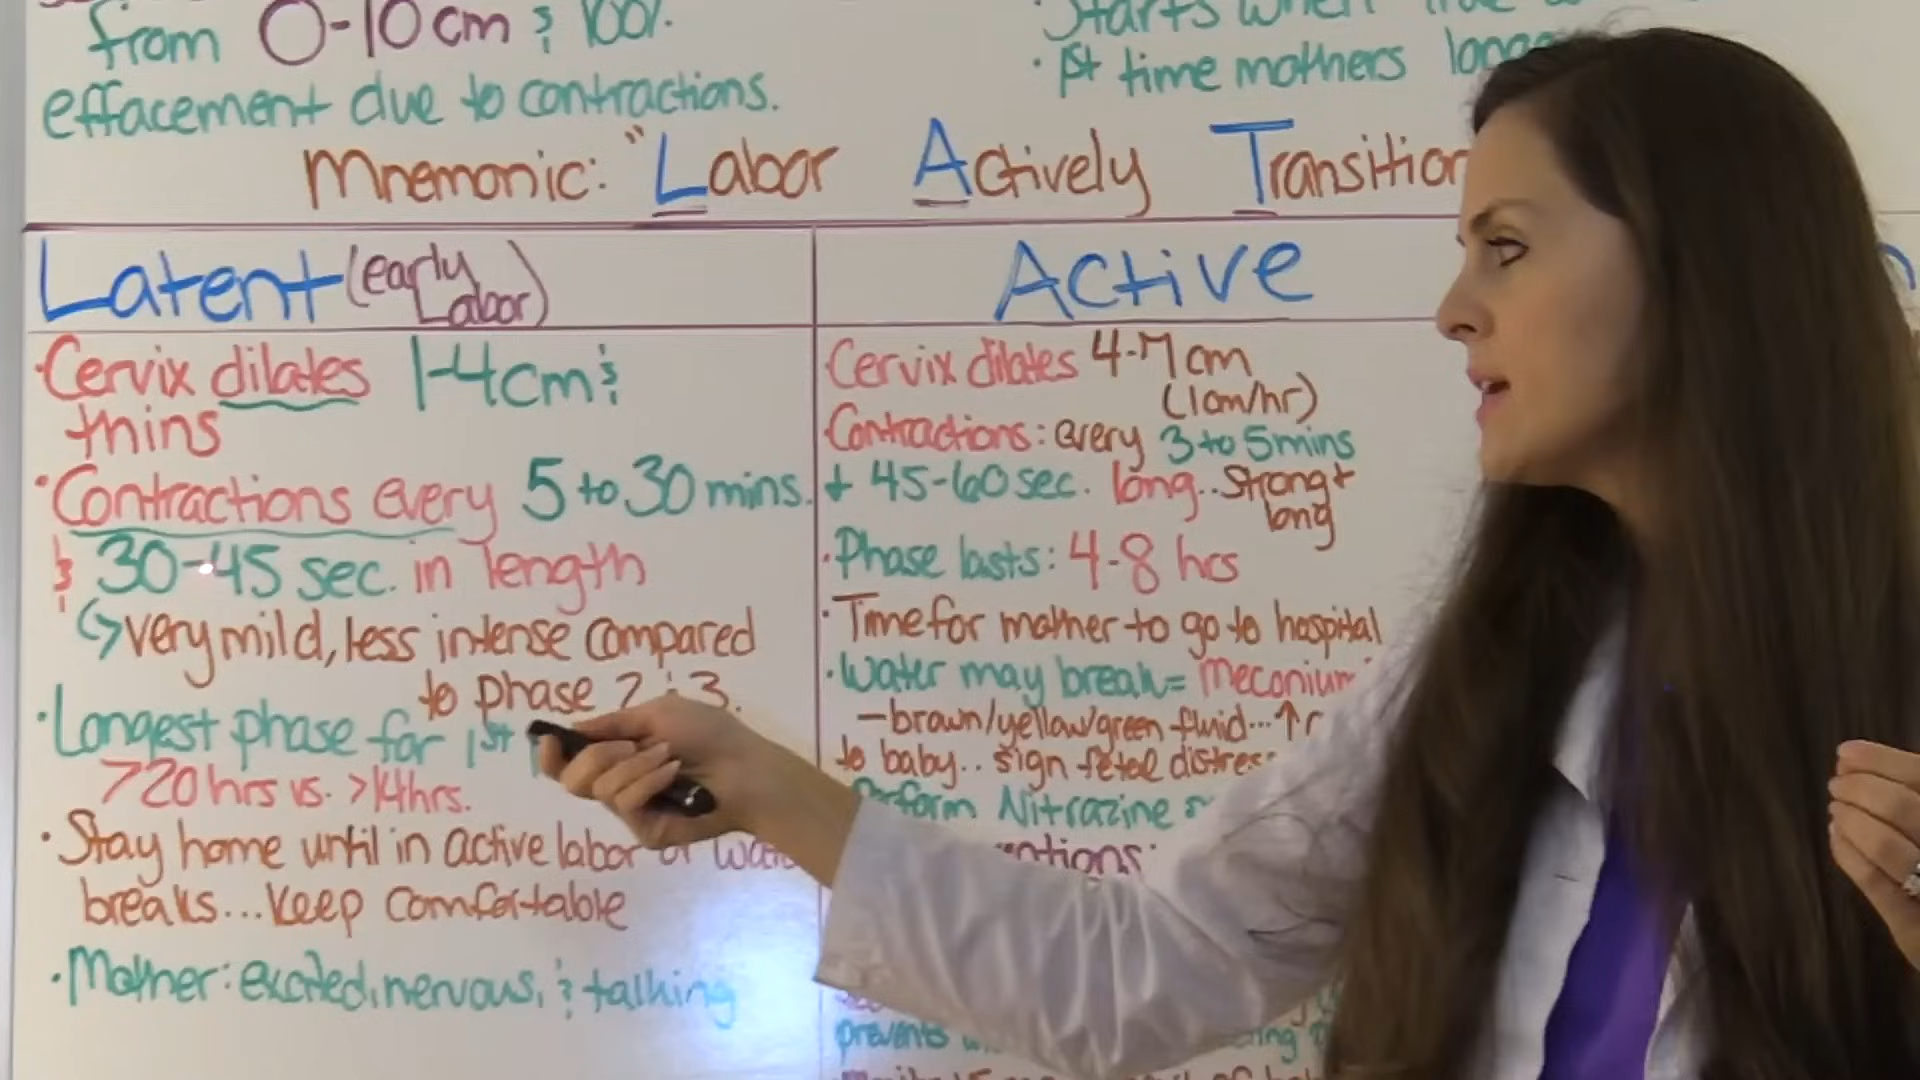 from 0-10cm & 100%
effacement due to contractions.
Starts when
• 1st time mothers
Mnemonic: "Labor Actively Transition
Latent (early Labor)
• Cervix dilates 1-4cm &
thins
• Contractions every 5 to 30 mins.
& 30-45 sec. in length
↳ very mild, less intense compared
to phase 2 & 3.
• Longest phase for 1st
>20 hrs vs. >14 hrs.
• Stay home until in active labor or
breaks...Keep comfortable
• Mother: excited, nervous, & talking
Active
Cervix dilates 4-7cm
(1cm/hr)
Contractions: every 3 to 5 mins
+ 45-60 sec. long.. Strong +
long
• Phase lasts: 4-8 hrs
• Time for mother to go to hospital
• Water may break = meconium
- brown/yellow/green fluid...↑
to baby.. sign fetal distress
Perform Nitrazine
prevents